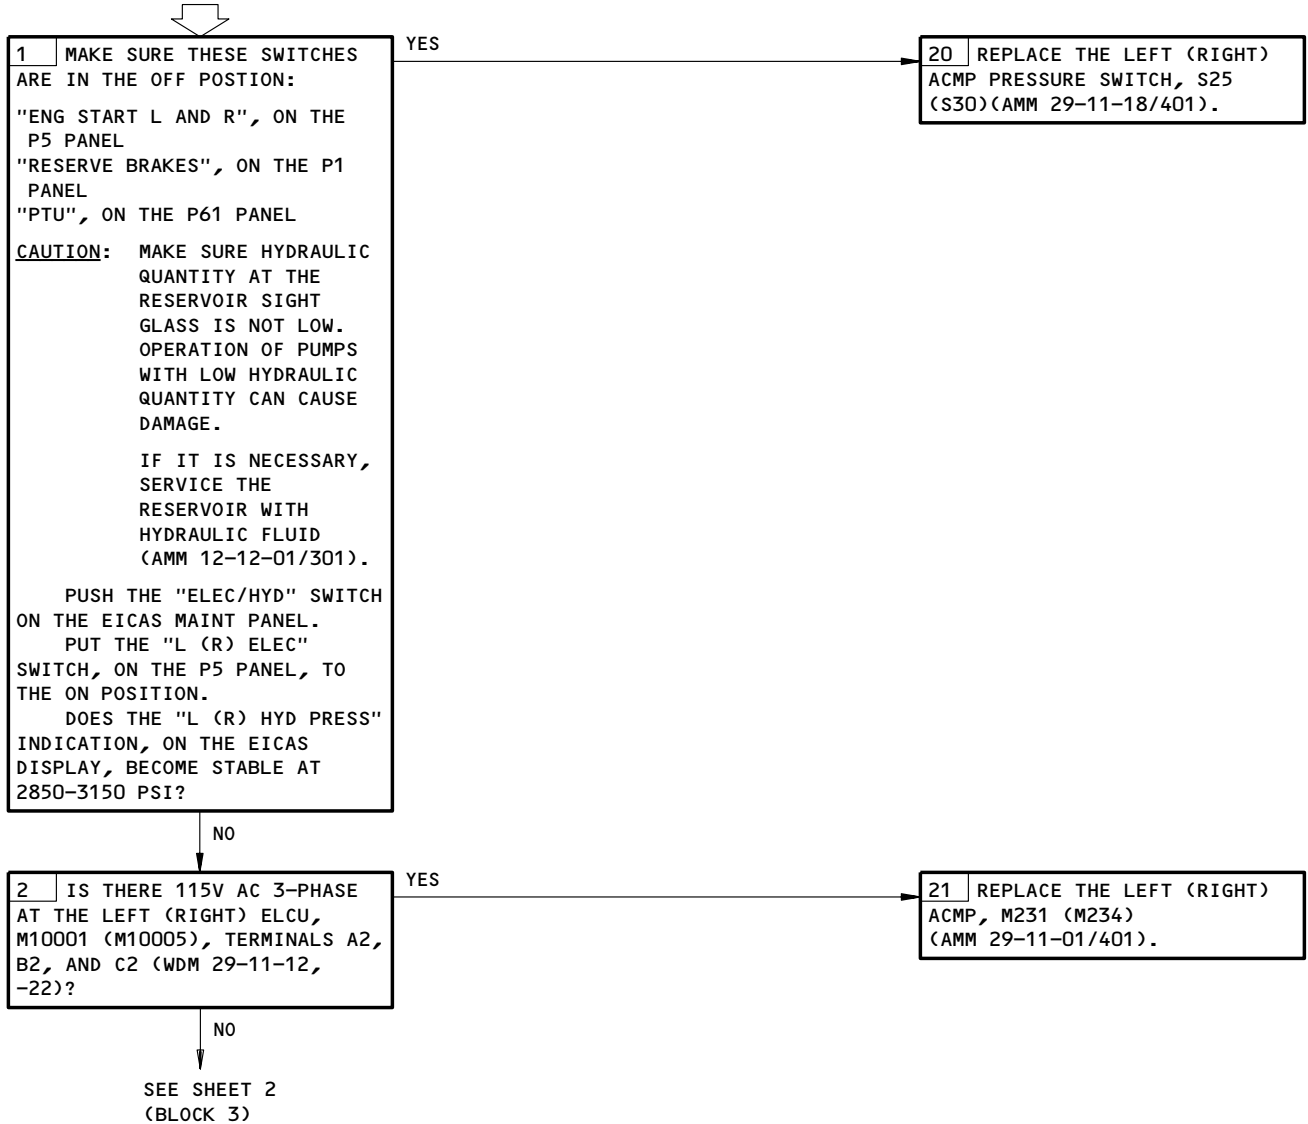 1 MAKE SURE THESE SWITCHES
ARE IN THE OFF POSTION:
"ENG START L AND R", ON THE
P5 PANEL
"RESERVE BRAKES", ON THE P1
PANEL
"PTU", ON THE P61 PANEL
CAUTION: MAKE SURE HYDRAULIC
QUANTITY AT THE
RESERVOIR SIGHT
GLASS IS NOT LOW.
OPERATION OF PUMPS
WITH LOW HYDRAULIC
QUANTITY CAN CAUSE
DAMAGE.
IF IT IS NECESSARY,
SERVICE THE
RESERVOIR WITH
HYDRAULIC FLUID
(AMM 12-12-01/301).
PUSH THE "ELEC/HYD" SWITCH
ON THE EICAS MAINT PANEL.
PUT THE "L (R) ELEC"
SWITCH, ON THE P5 PANEL, TO
THE ON POSITION.
DOES THE "L (R) HYD PRESS"
INDICATION, ON THE EICAS
DISPLAY, BECOME STABLE AT
2850-3150 PSI?
YES
20 REPLACE THE LEFT (RIGHT)
ACMP PRESSURE SWITCH, S25
(S30)(AMM 29-11-18/401).
NO
2 IS THERE 115V AC 3-PHASE
AT THE LEFT (RIGHT) ELCU,
M10001 (M10005), TERMINALS A2,
B2, AND C2 (WDM 29-11-12,
-22)?
YES
21 REPLACE THE LEFT (RIGHT)
ACMP, M231 (M234)
(AMM 29-11-01/401).
NO
SEE SHEET 2
(BLOCK 3)